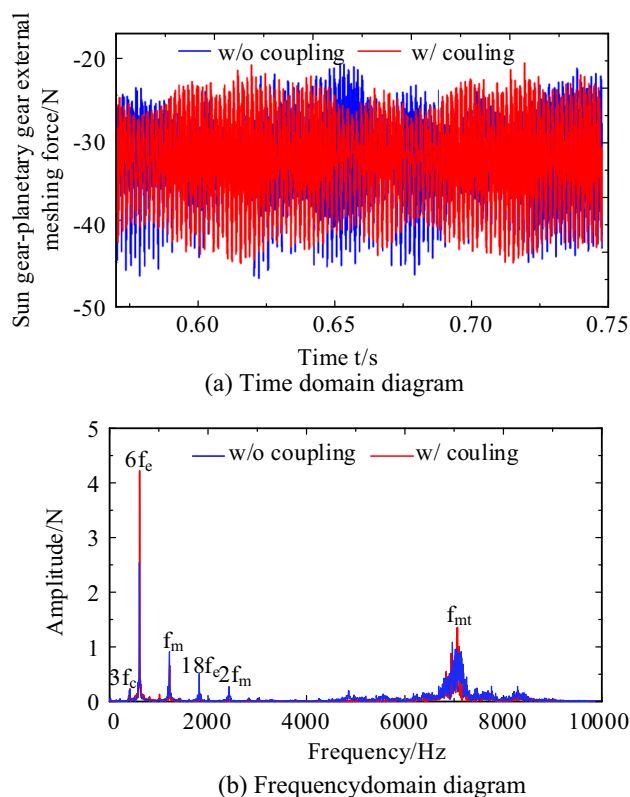 Sun gear-planetary gear external
meshing force/N
-20
-30
-40
-50
w/o coupling
w/ couling
0.60
0.65
0.70
0.75
Time t/s
(a) Time domain diagram
Amplitude/N
5
4
3
2
1
0
w/o coupling
w/ couling
6fe
3fc
fm
18fe
2fm
fmt
0
2000
4000
6000
8000
10000
Frequency/Hz
(b) Frequencydomain diagram